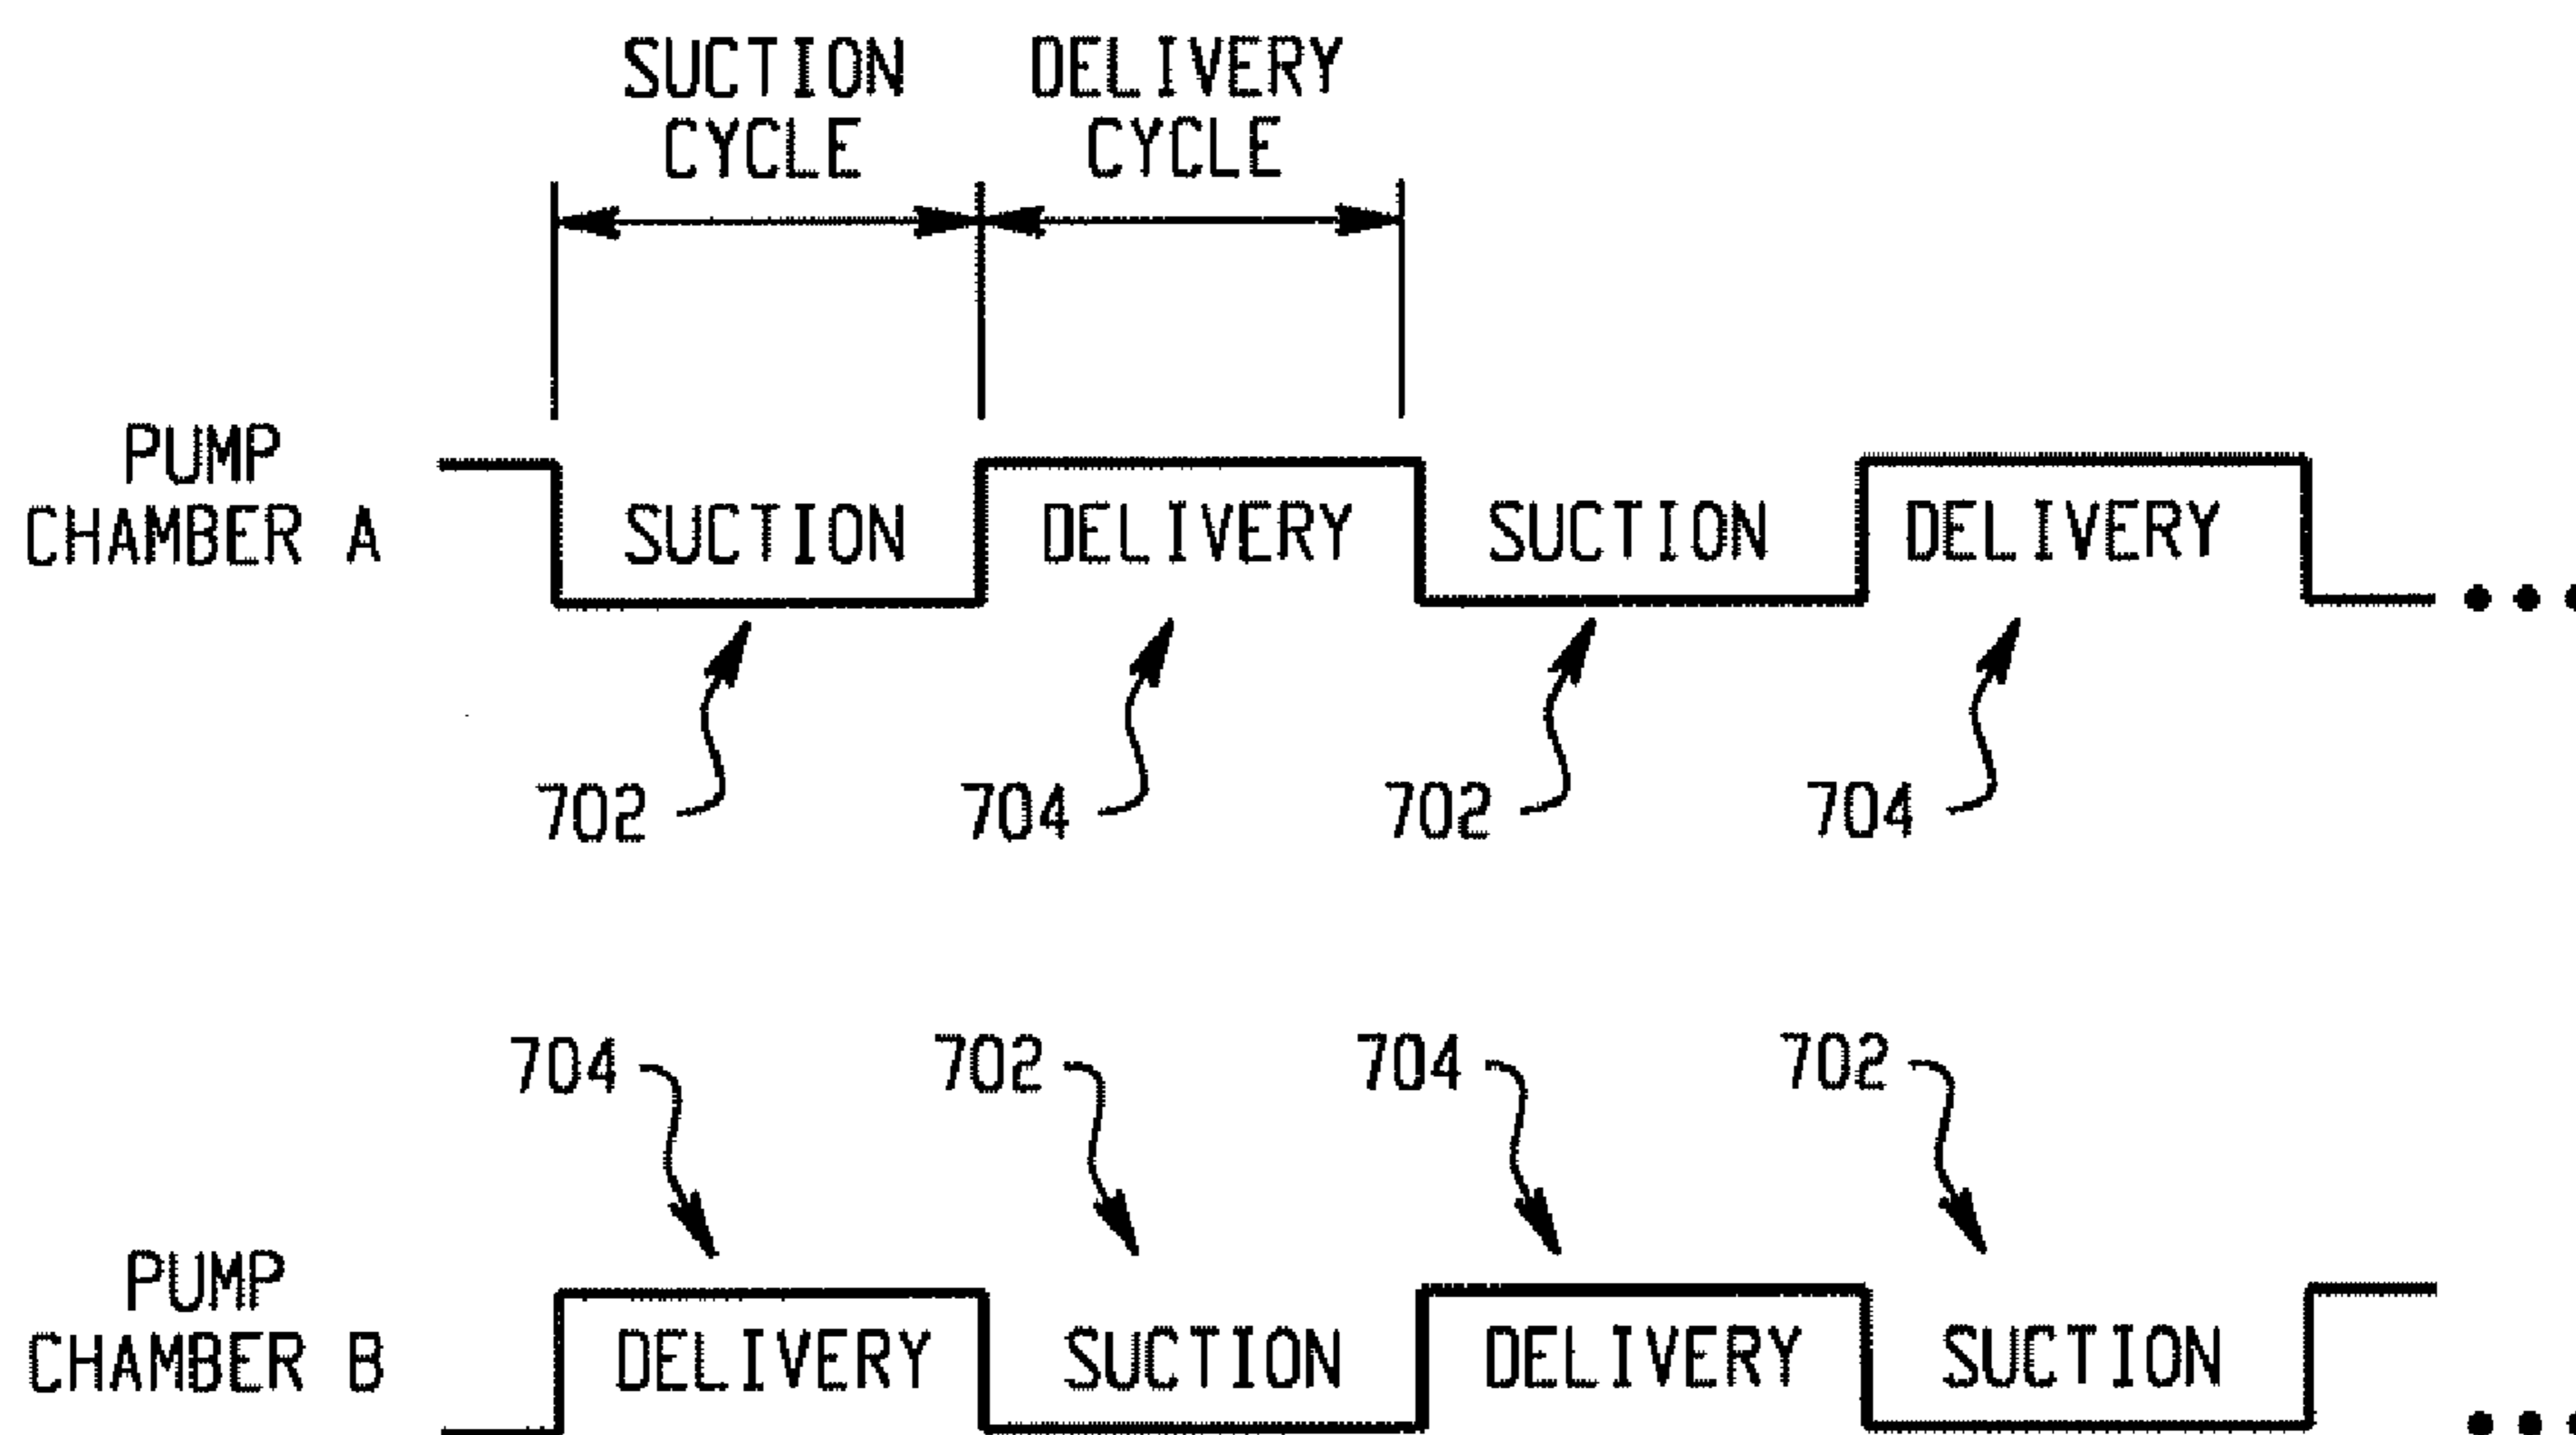 SUCTION CYCLE
DELIVERY CYCLE
PUMP CHAMBER A
SUCTION
DELIVERY
SUCTION
DELIVERY
702
704
702
704
704
702
704
702
PUMP CHAMBER B
DELIVERY
SUCTION
DELIVERY
SUCTION